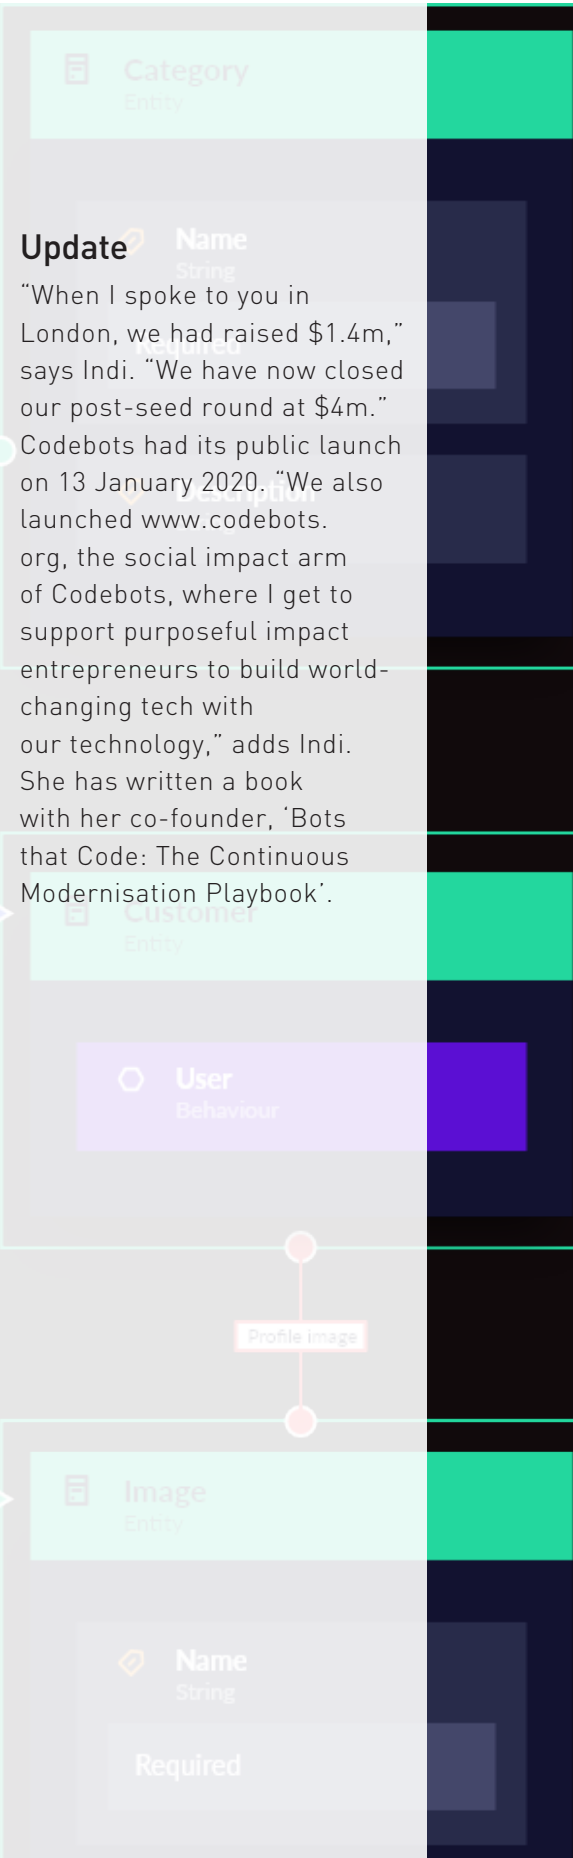 Category
Entity
Name
String
Required
Description
Update
“When I spoke to you in
London, we had raised $1.4m,”
says Indi. “We have now closed
our post-seed round at $4m.”
Codebots had its public launch
on 13 January 2020. “We also
launched www.codebots.
org, the social impact arm
of Codebots, where I get to
support purposeful impact
entrepreneurs to build world-
changing tech with
our technology,” adds Indi.
She has written a book
with her co-founder, ‘Bots
that Code: The Continuous
Modernisation Playbook’.
Customer
Entity
User
Behaviour
Profile image
Image
Entity
Name
String
Required